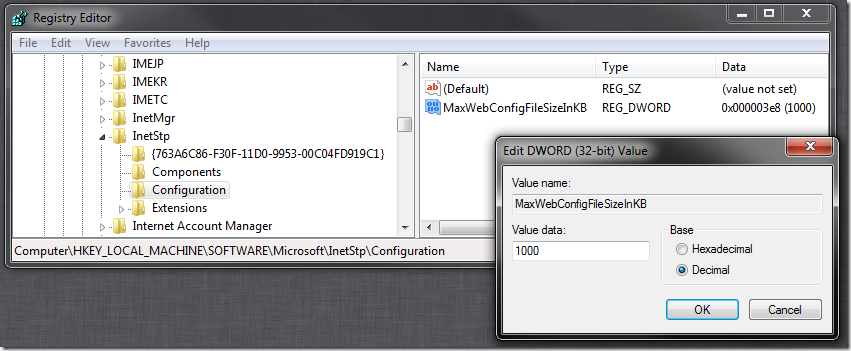 Registry Editor
File Edit View Favorites Help
IMEJP
IMEKR
IMETC
InetMgr
InetStp
{763A6C86-F30F-11D0-9953-00C04FD919C1}
Components
Configuration
Extensions
Internet Account Manager
Name Type Data
ab (Default) REG_SZ (value not set)
MaxWebConfigFileSizeInKB REG_DWORD 0x000003e8 (1000)
Computer\HKEY_LOCAL_MACHINE\SOFTWARE\Microsoft\InetStp\Configuration
Edit DWORD (32-bit) Value
Value name:
MaxWebConfigFileSizeInKB
Value data: Base
1000 Hexadecimal
Decimal
OK Cancel